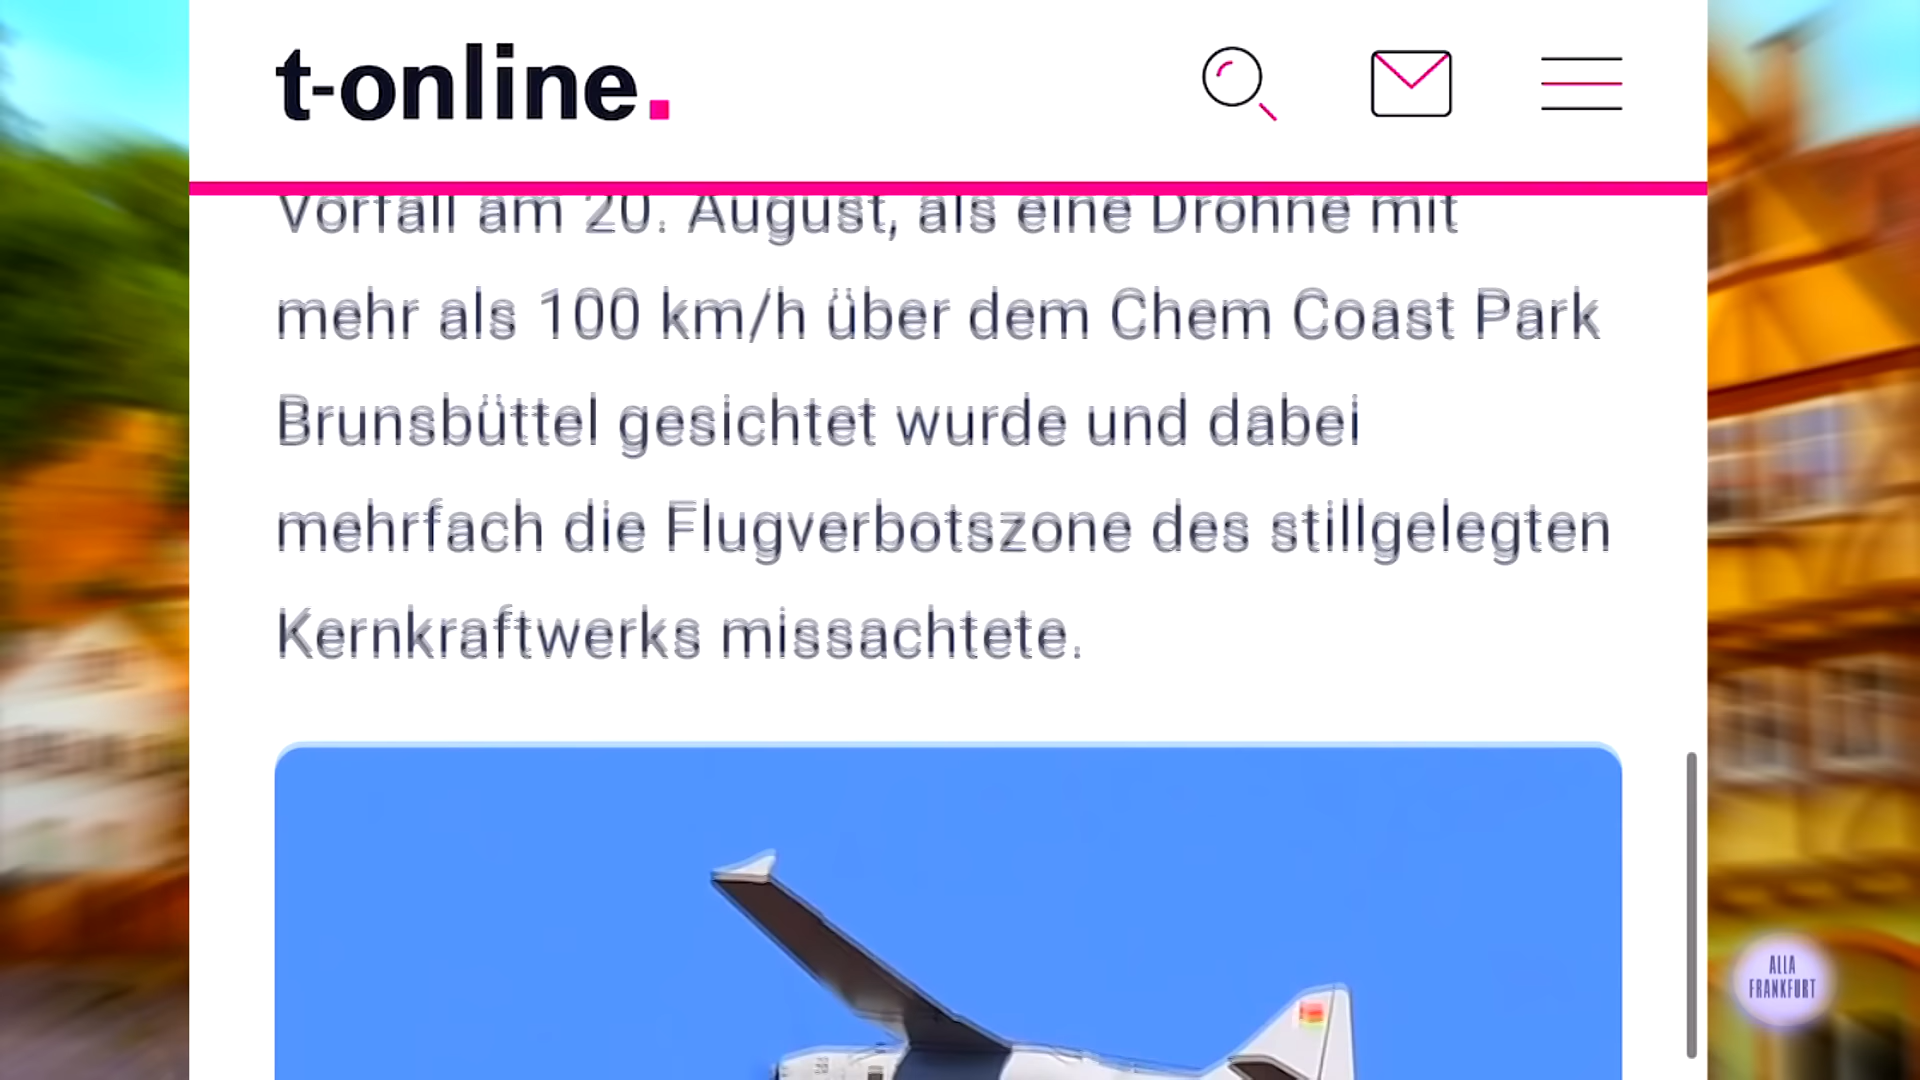 t-online.
Vorfall am 20. August, als eine Drohne mit
mehr als 100 km/h über dem Chem Coast Park
Brunsbüttel gesichtet wurde und dabei
mehrfach die Flugverbotszone des stillgelegten
Kernkraftwerks missachtete.
ALLA
FRANKFURT